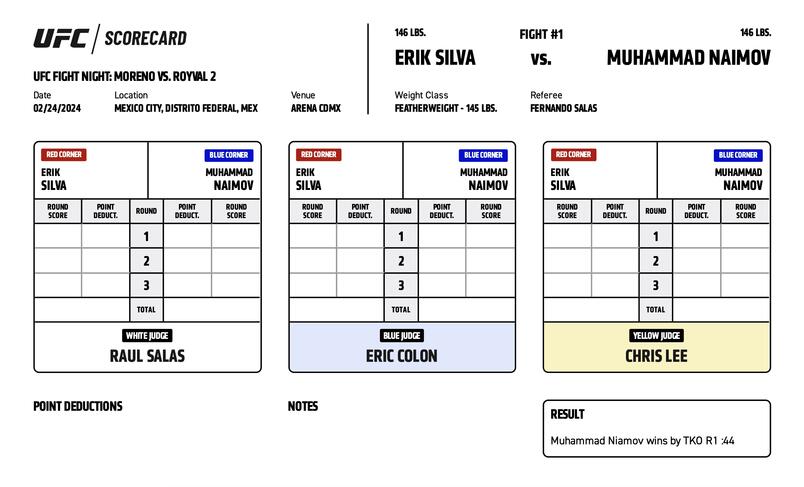 UFC / SCORECARD
UFC FIGHT NIGHT: MORENO VS. ROYVAL 2
Date Location Venue
02/24/2024 MEXICO CITY, DISTRITO FEDERAL, MEX ARENA CDMX
146 LBS. FIGHT #1 146 LBS.
ERIK SILVA VS. MUHAMMAD NAIMOV
Weight Class Referee
FEATHERWEIGHT - 145 LBS. FERNANDO SALAS
RED CORNER BLUE CORNER
ERIK MUHAMMAD
SILVA NAIMOV
ROUND POINT ROUND POINT ROUND
SCORE DEDUCT. DEDUCT. SCORE
1
2
3
TOTAL
WHITE JUDGE
RAUL SALAS
RED CORNER BLUE CORNER
ERIK MUHAMMAD
SILVA NAIMOV
ROUND POINT ROUND POINT ROUND
SCORE DEDUCT. DEDUCT. SCORE
1
2
3
TOTAL
BLUE JUDGE
ERIC COLON
RED CORNER BLUE CORNER
ERIK MUHAMMAD
SILVA NAIMOV
ROUND POINT ROUND POINT ROUND
SCORE DEDUCT. DEDUCT. SCORE
1
2
3
TOTAL
YELLOW JUDGE
CHRIS LEE
POINT DEDUCTIONS
NOTES
RESULT
Muhammad Niamov wins by TKO R1 :44